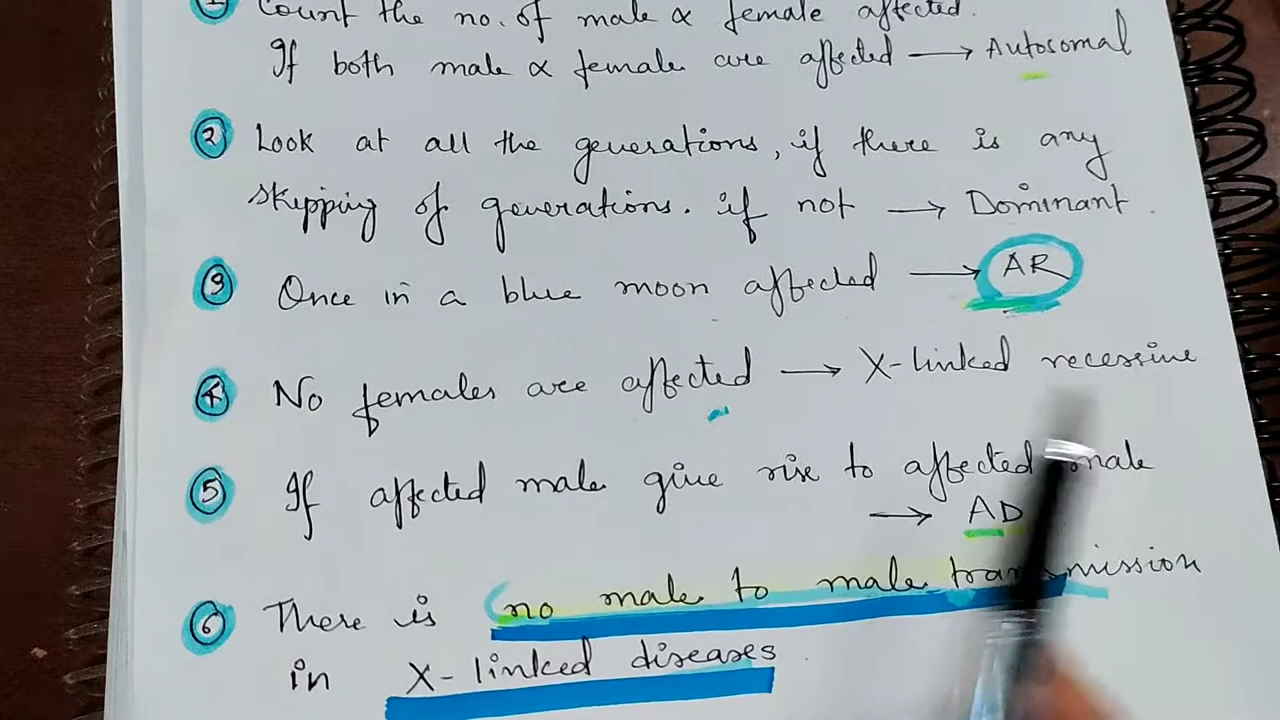 ① Count the no. of male & female affected.
If both male & female are affected → Autosomal
② Look at all the generations, if there is any
skipping of generations. if not → Dominant.
③ Once in a blue moon affected → AR
④ No females are affected → X-linked recessive
⑤ If affected male give rise to affected male
→ AD
⑥ There is no male to male transmission
in X-linked diseases.